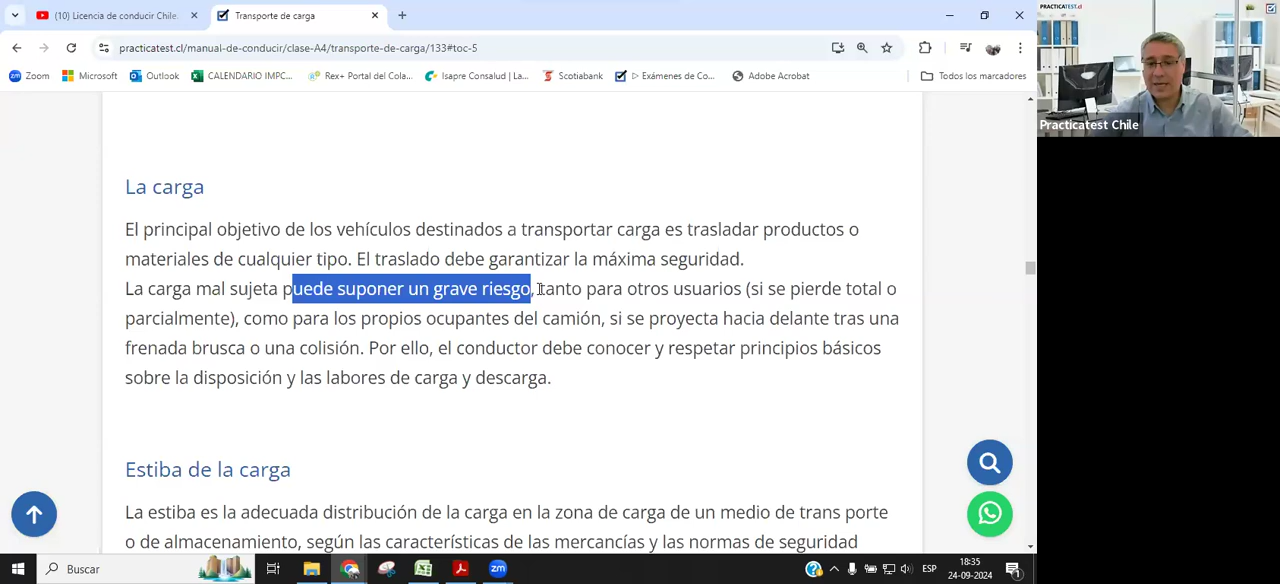 (10) Licencia de conducir Chile:
Transporte de carga
practicatest.cl/manual-de-conducir/clase-A4/transporte-de-carga/133#toc-5
Zoom
Microsoft
Outlook
CALENDARIO IMPC...
Rex+ Portal del Cola...
Isapre Consalud | La...
Scotiabank
▷ Exámenes de Co...
Adobe Acrobat
Todos los marcadores
PRACTICATEST.cl
Practicatest Chile
La carga
El principal objetivo de los vehículos destinados a transportar carga es trasladar productos o
materiales de cualquier tipo. El traslado debe garantizar la máxima seguridad.
La carga mal sujeta puede suponer un grave riesgo, tanto para otros usuarios (si se pierde total o
parcialmente), como para los propios ocupantes del camión, si se proyecta hacia delante tras una
frenada brusca o una colisión. Por ello, el conductor debe conocer y respetar principios básicos
sobre la disposición y las labores de carga y descarga.
Estiba de la carga
La estiba es la adecuada distribución de la carga en la zona de carga de un medio de trans porte
o de almacenamiento, según las características de las mercancías y las normas de seguridad
Buscar
ESP
18:35
24-09-2024